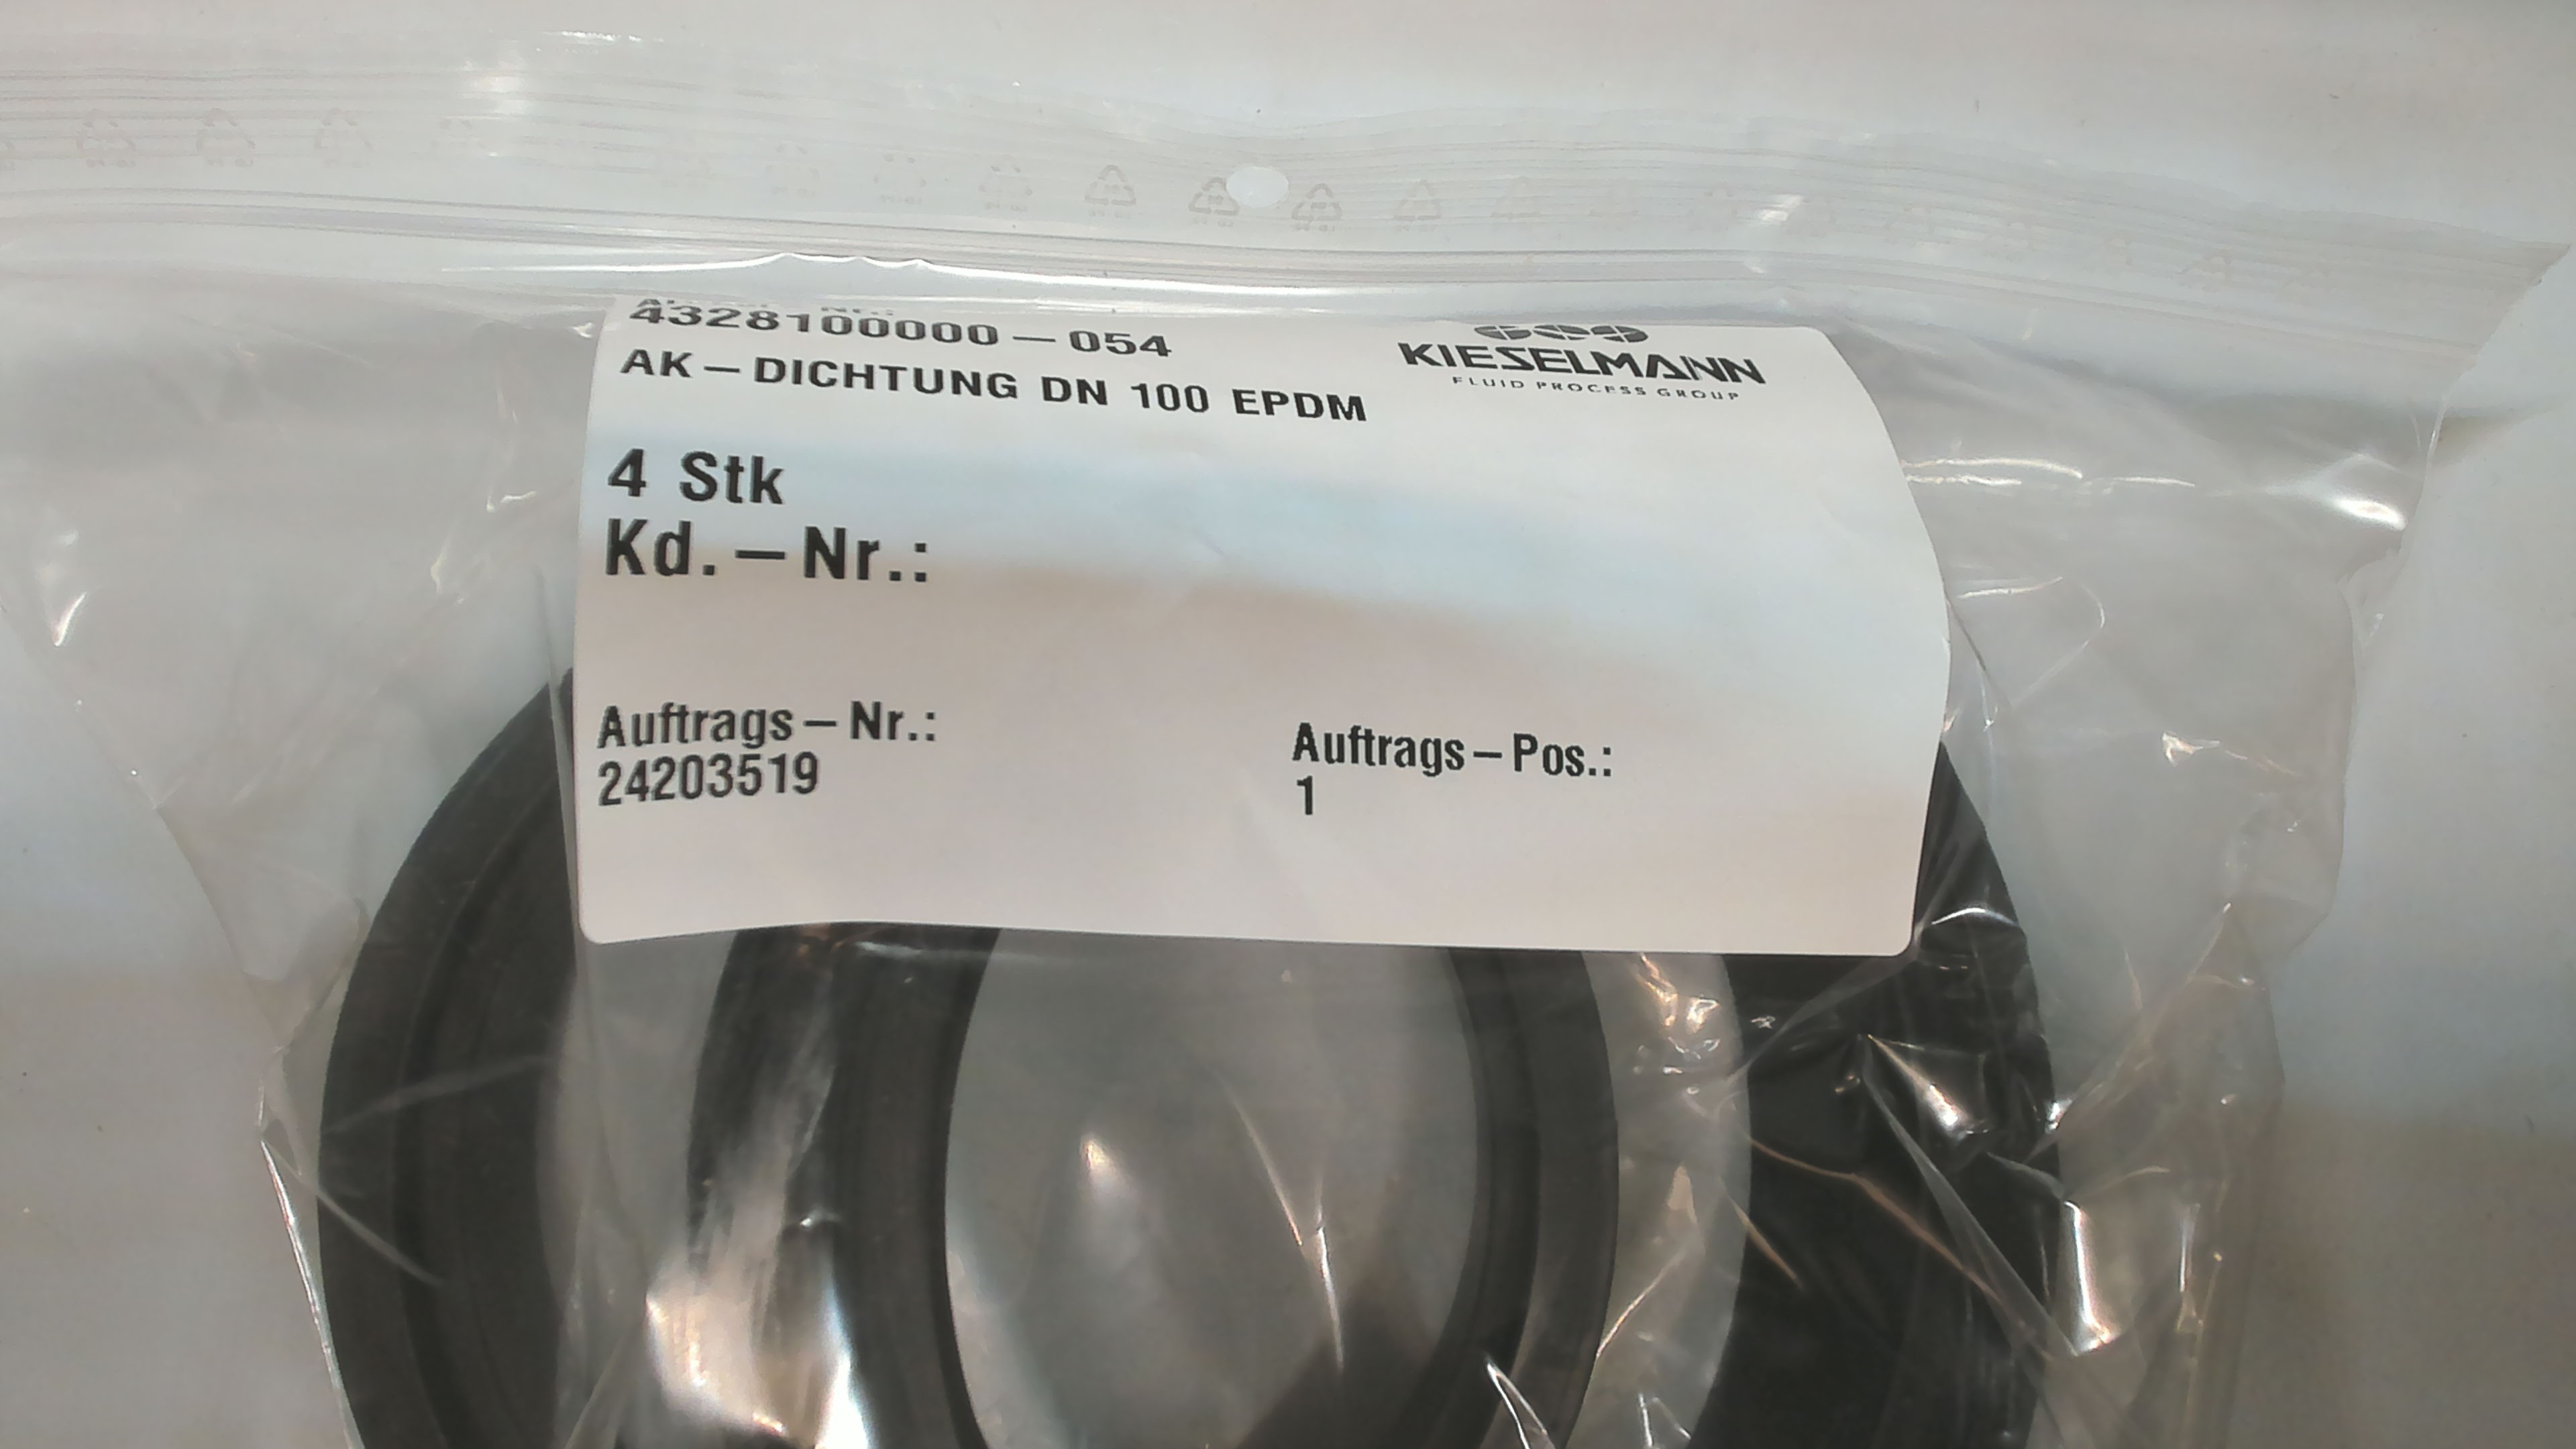 4328100000-054
AK-DICHTUNG DN 100 EPDM
KIESELMANN
FLUID PROCESS GROUP
4 Stk
Kd.-Nr.:
Auftrags-Nr.:
24203519
Auftrags-Pos.:
1